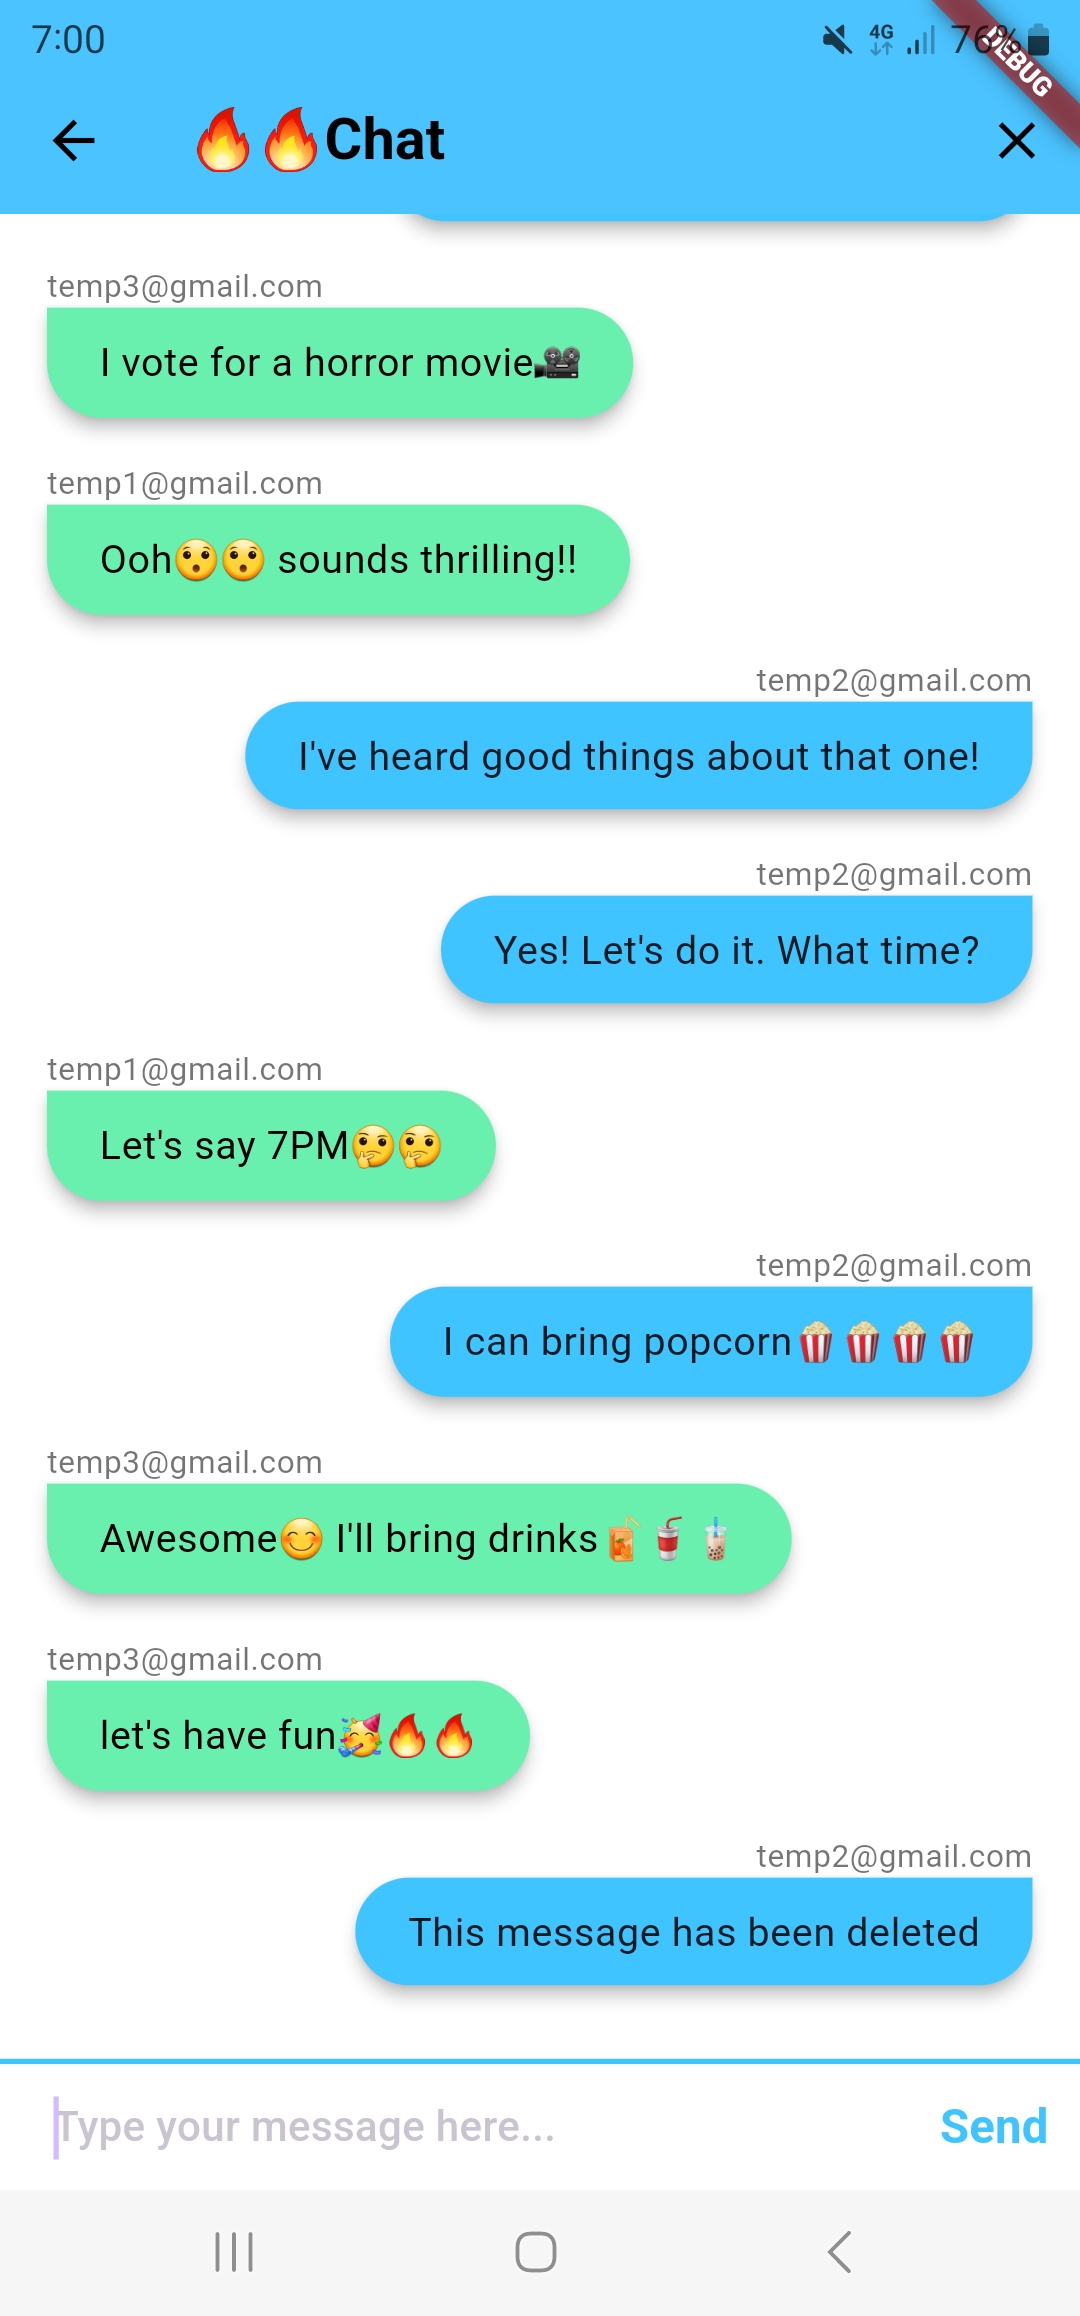 7:00 4G 76% DEBUG
🔥🔥Chat
temp3@gmail.com
I vote for a horror movie🎥
temp1@gmail.com
Ooh😯😯 sounds thrilling!!
temp2@gmail.com
I've heard good things about that one!
temp2@gmail.com
Yes! Let's do it. What time?
temp1@gmail.com
Let's say 7PM🤔🤔
temp2@gmail.com
I can bring popcorn🍿🍿🍿🍿
temp3@gmail.com
Awesome😊 I'll bring drinks🧃🥤🧋
temp3@gmail.com
let's have fun🥳🔥🔥
temp2@gmail.com
This message has been deleted
Type your message here... Send